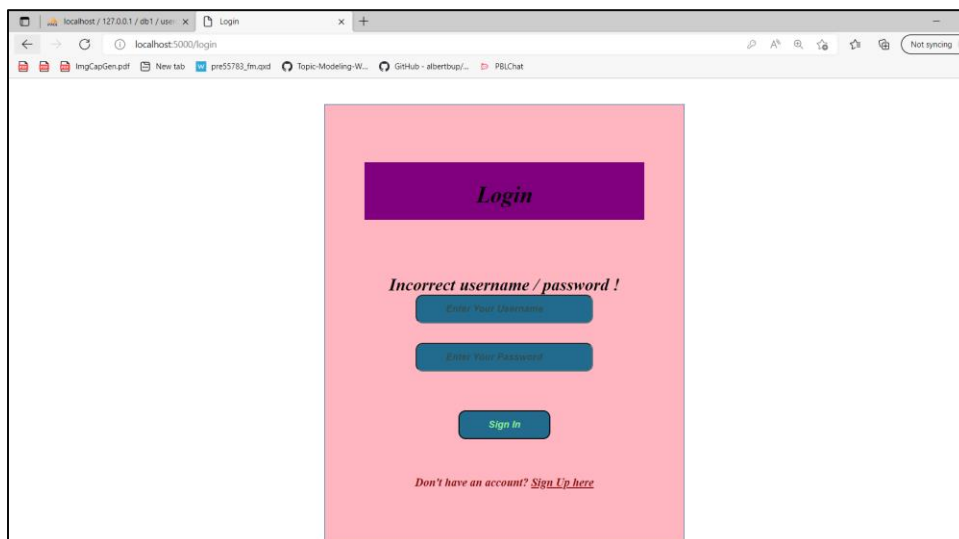 localhost / 127.0.0.1 / db1 / user
Login
localhost:5000/login
Not syncing
ImgCapGen.pdf
New tab
pre55783_fm.qxd
Topic-Modeling-W...
GitHub - albertbup/...
PBLChat
Login
Incorrect username / password !
Enter Your Username
Enter Your Password
Sign In
Don't have an account? Sign Up here